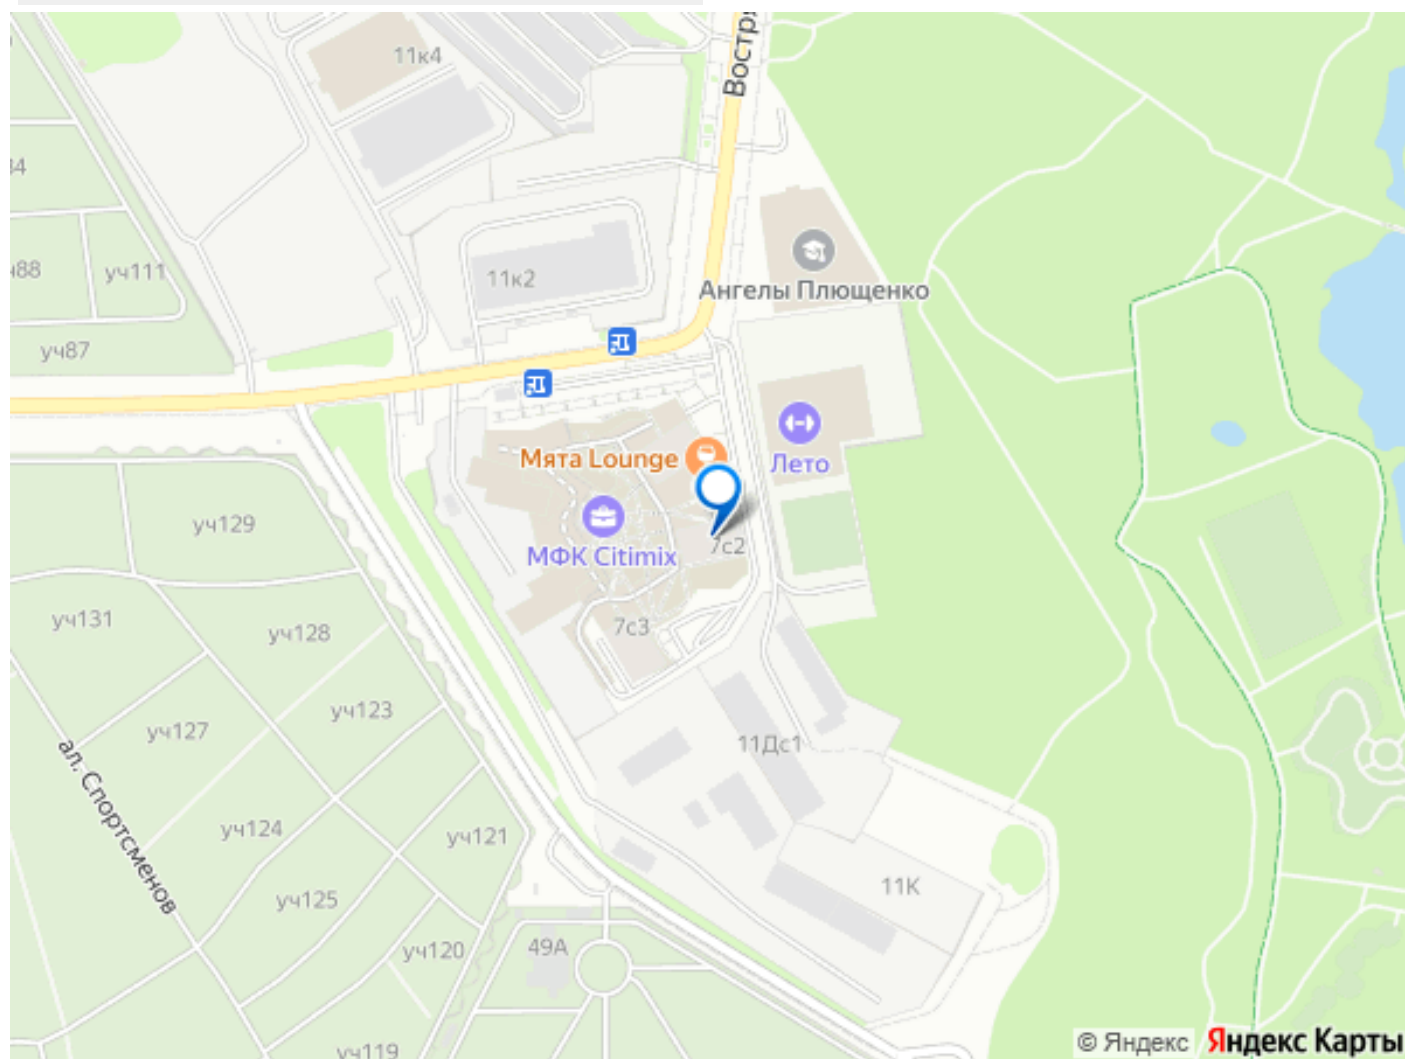 11к4
Востр
11к2
уч111
уч87
Ангелы Плющенко
Мята Lounge
Лето
МФК Citimix
7с2
7с3
уч129
уч131
уч128
уч127
уч123
11Дс1
ал. Спортсменов
уч124
уч121
уч125
11К
уч120
49А
уч119
© Яндекс
Яндекс Карты